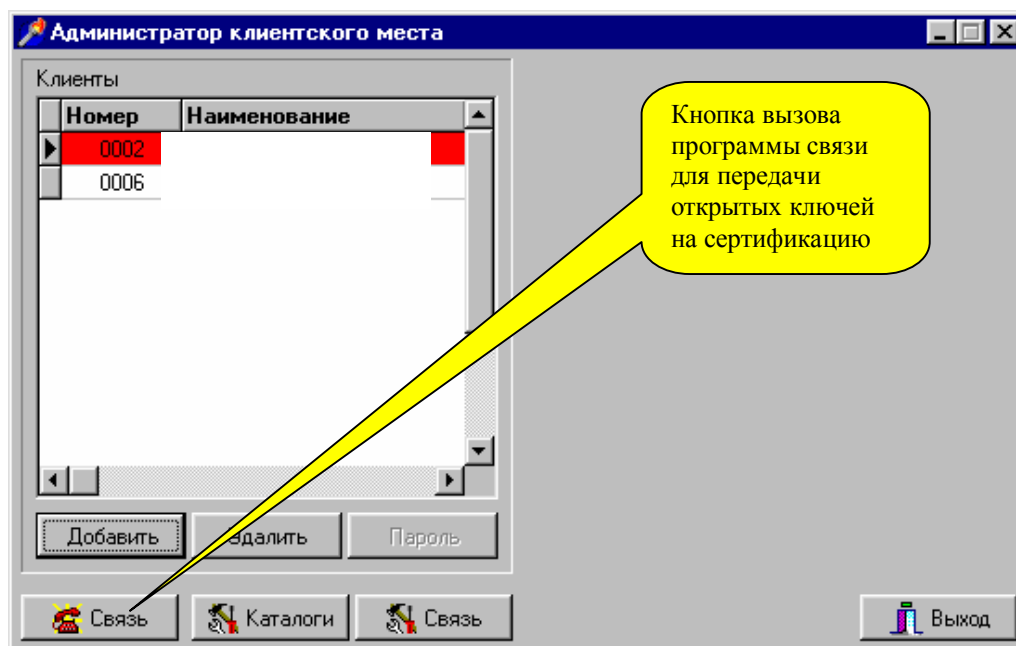 Администратор клиентского места
Клиенты
Номер Наименование
0002
0006
Кнопка вызова
программы связи
для передачи
открытых ключей
на сертификацию
Добавить Удалить Пароль
Связь Каталоги Связь Выход